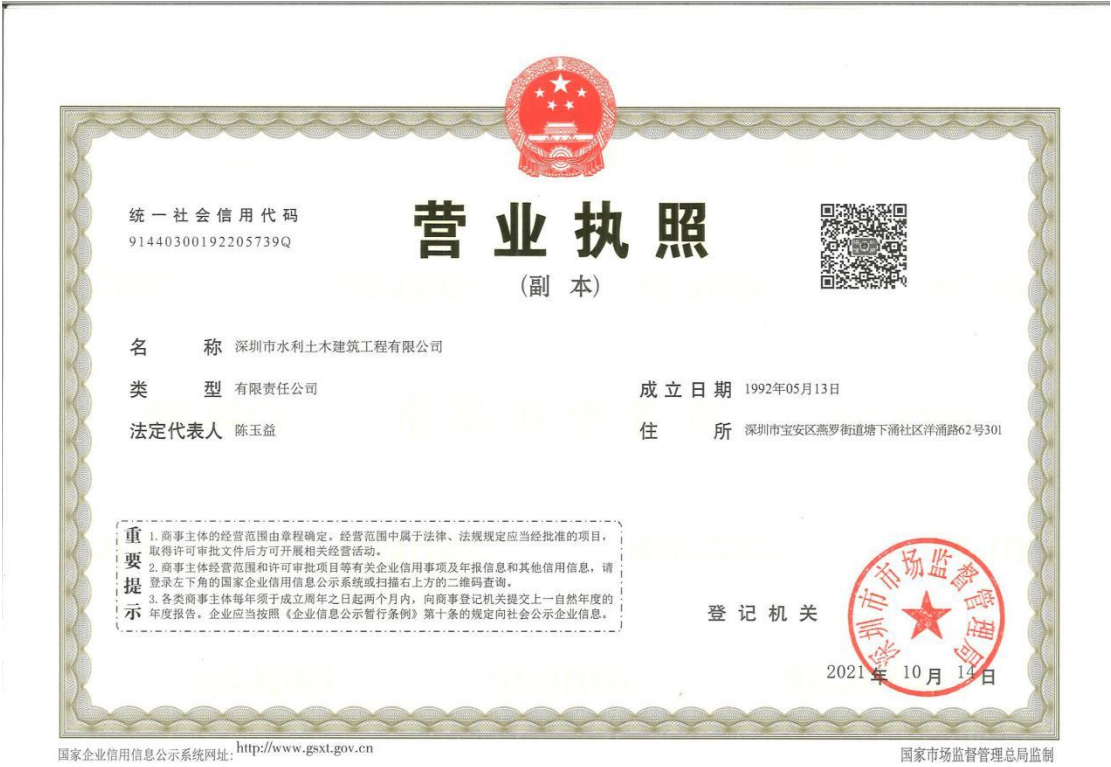 统一社会信用代码
91440300192205739Q
营业执照
(副 本)
名 称 深圳市水利土木建筑工程有限公司
类 型 有限责任公司
成立日期 1992年05月13日
法定代表人 陈玉益
住 所 深圳市宝安区燕罗街道塘下涌社区洋涌路62号301
重要提示
1.商事主体的经营范围由章程确定。经营范围中属于法律、法规规定应当经批准的项目，
取得许可审批文件后方可开展相关经营活动。
2.商事主体经营范围和许可审批项目等有关企业信用事项及年报信息和其他信用信息，请
登录左下角的国家企业信用信息公示系统或扫描右上方的二维码查询。
3.各类商事主体每年须于成立周年之日起两个月内，向商事登记机关提交上一自然年度的
年度报告。企业应当按照《企业信息公示暂行条例》第十条的规定向社会公示企业信息。
登记机关
深圳市市场监督管理局
2021年 10月 14日
国家企业信用信息公示系统网址: http://www.gsxt.gov.cn
国家市场监督管理总局监制